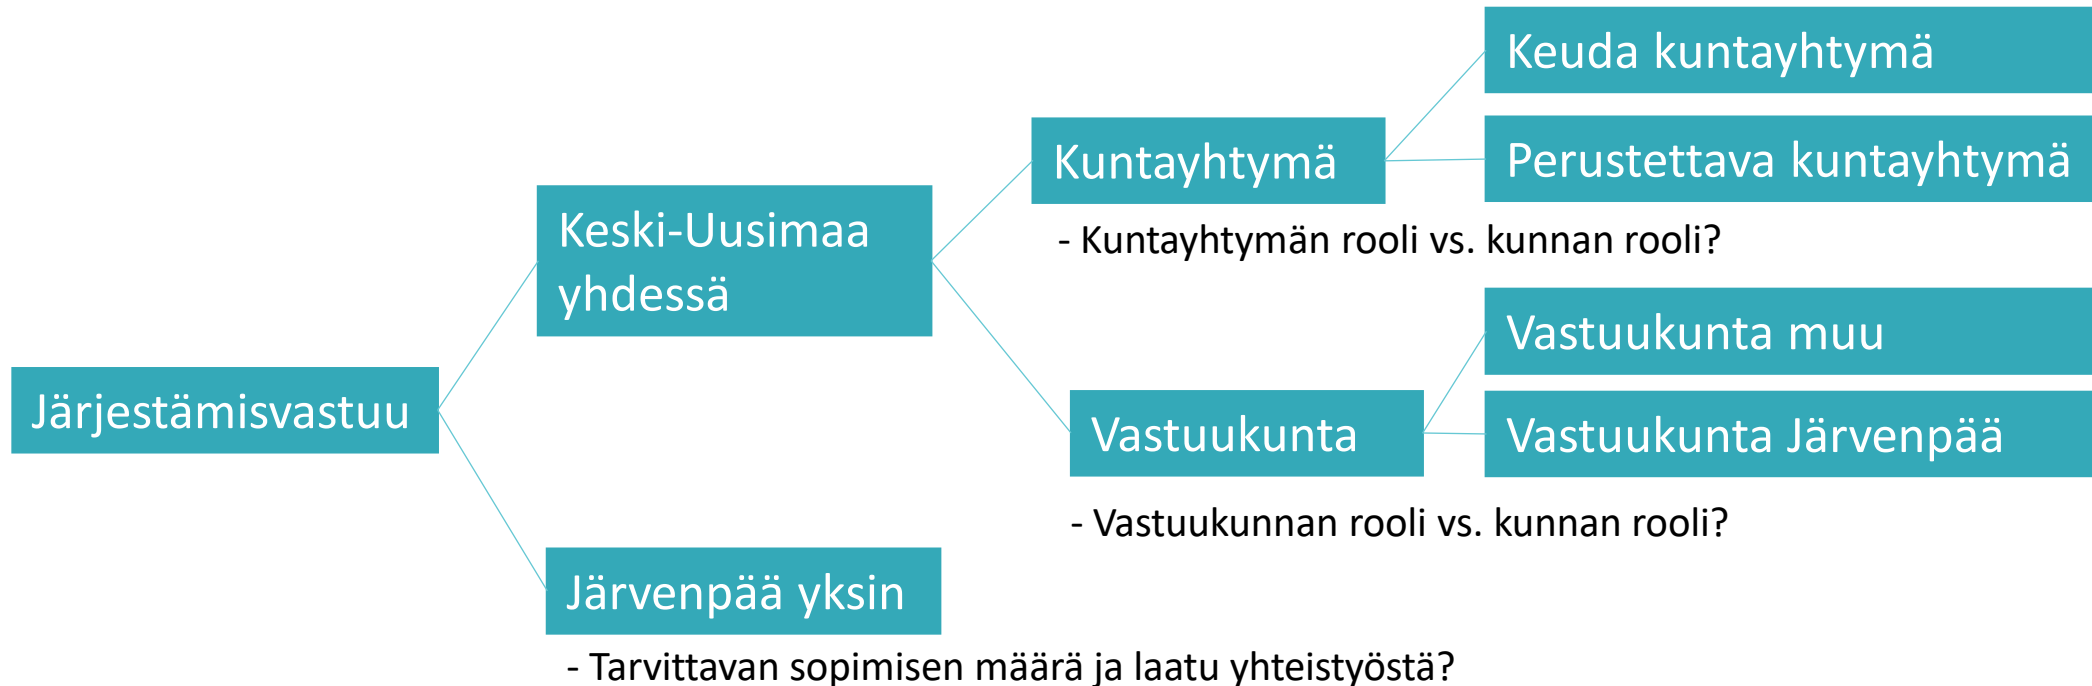 Keuda kuntayhtymä
Kuntayhtymä
Perustettava kuntayhtymä
Keski-Uusimaa
yhdessä
- Kuntayhtymän rooli vs. kunnan rooli?
Vastuukunta muu
Järjestämisvastuu
Vastuukunta
Vastuukunta Järvenpää
- Vastuukunnan rooli vs. kunnan rooli?
Järvenpää yksin
- Tarvittavan sopimisen määrä ja laatu yhteistyöstä?